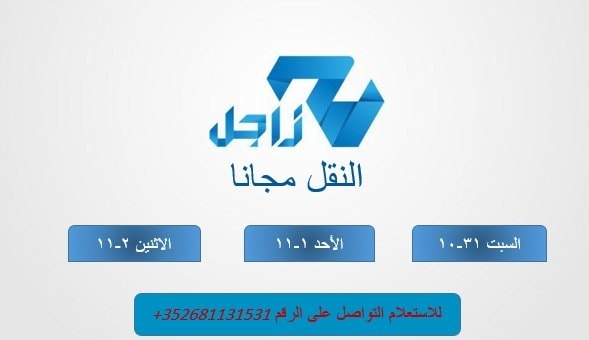 زاجل
النقل مجانا
السبت ٣١-١٠
الأحد ١-١١
الاثنين ٢-١١
للاستعلام التواصل على الرقم 352681131531+